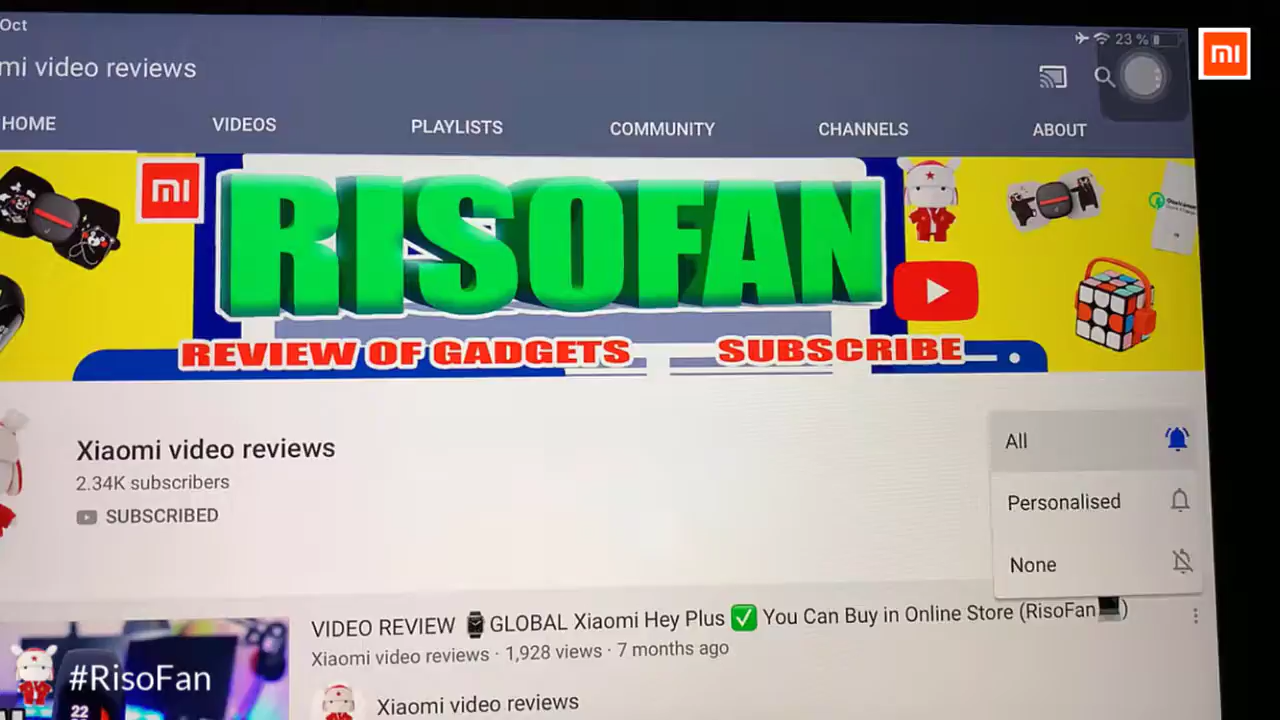 Oct
23 %
mi video reviews
HOME
VIDEOS
PLAYLISTS
COMMUNITY
CHANNELS
ABOUT
mi
mi
RISOFAN
REVIEW OF GADGETS
SUBSCRIBE
Xiaomi video reviews
2.34K subscribers
SUBSCRIBED
All
Personalised
None
VIDEO REVIEW ⌚GLOBAL Xiaomi Hey Plus ✅ You Can Buy in Online Store (RisoFan💻)
Xiaomi video reviews · 1,928 views · 7 months ago
#RisoFan
22
Xiaomi video reviews